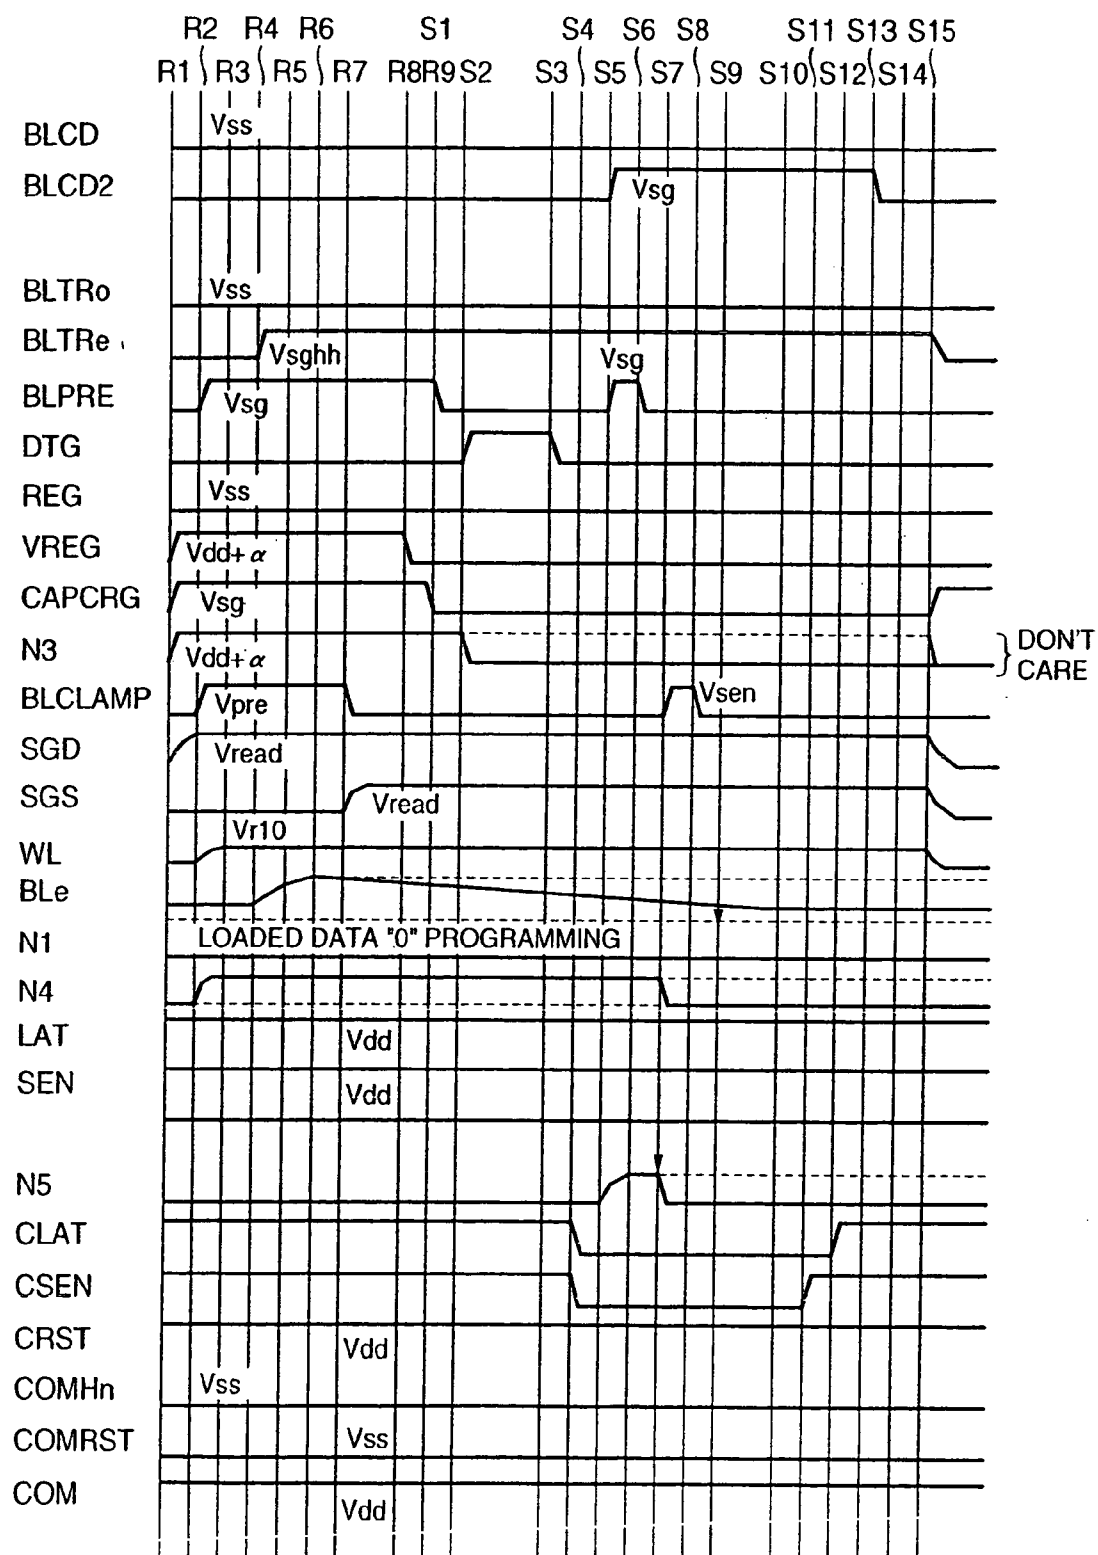 R2 R4 R6 S1 S4 S6 S8 S11 S13 S15
R1 R3 R5 R7 R8 R9 S2 S3 S5 S7 S9 S10 S12 S14
BLCD Vss
BLCD2 Vsg
BLTRo Vss
BLTRe Vsghh
BLPRE Vsg Vsg
DTG
REG Vss
VREG Vdd+α
CAPCRG Vsg
N3 Vdd+α DON'T CARE
BLCLAMP Vpre Vsen
SGD Vread
SGS Vread
WL Vr10
BLe
N1 LOADED DATA "0" PROGRAMMING
N4
LAT Vdd
SEN Vdd
N5
CLAT
CSEN
CRST Vdd
COMHn Vss
COMRST Vss
COM Vdd